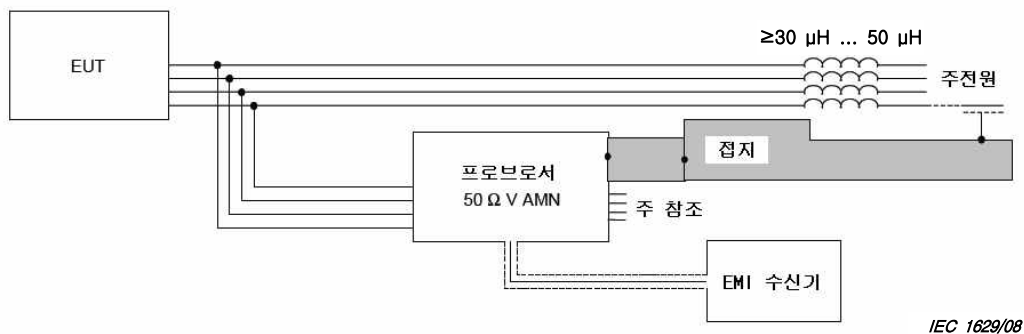 ≥30 μH ... 50 μH
EUT
주전원
접지
프로브로서
50 Ω V AMN
주 참조
EMI 수신기
IEC 1629/08